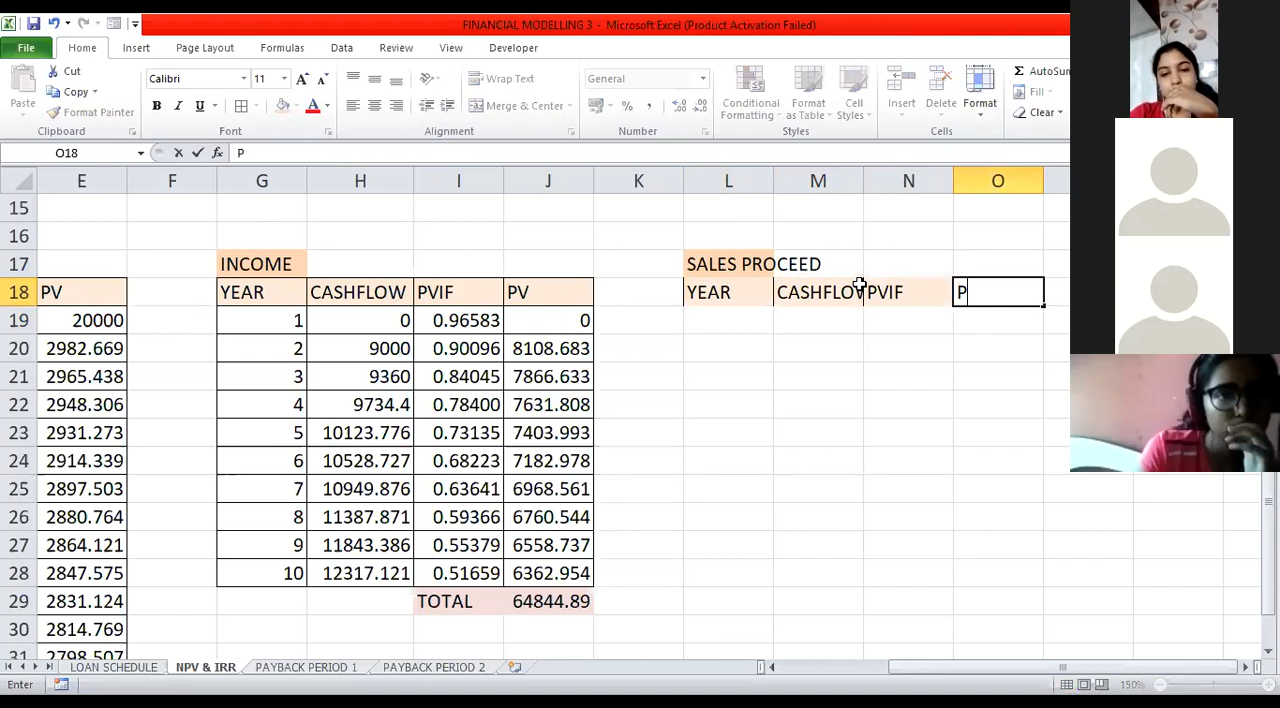 FINANCIAL MODELLING 3 - Microsoft Excel (Product Activation Failed)
File Home Insert Page Layout Formulas Data Review View Developer
Paste Cut Copy Format Painter Clipboard
Calibri 11 A A B I U A Font
Wrap Text Merge & Center Alignment
General % , .0 .00 .00 .0 Number
Conditional Formatting Format as Table Cell Styles Styles
Insert Delete Format Cells
Σ AutoSum Fill Clear
O18 fx P
E F G H I J K L M N O
15
16
17 INCOME SALES PROCEED
18 PV YEAR CASHFLOW PVIF PV YEAR CASHFLOW PVIF P
19 20000 1 0 0.96583 0
20 2982.669 2 9000 0.90096 8108.683
21 2965.438 3 9360 0.84045 7866.633
22 2948.306 4 9734.4 0.78400 7631.808
23 2931.273 5 10123.776 0.73135 7403.993
24 2914.339 6 10528.727 0.68223 7182.978
25 2897.503 7 10949.876 0.63641 6968.561
26 2880.764 8 11387.871 0.59366 6760.544
27 2864.121 9 11843.386 0.55379 6558.737
28 2847.575 10 12317.121 0.51659 6362.954
29 2831.124 TOTAL 64844.89
30 2814.769
31 2798.507
LOAN SCHEDULE NPV & IRR PAYBACK PERIOD 1 PAYBACK PERIOD 2
Enter 150%